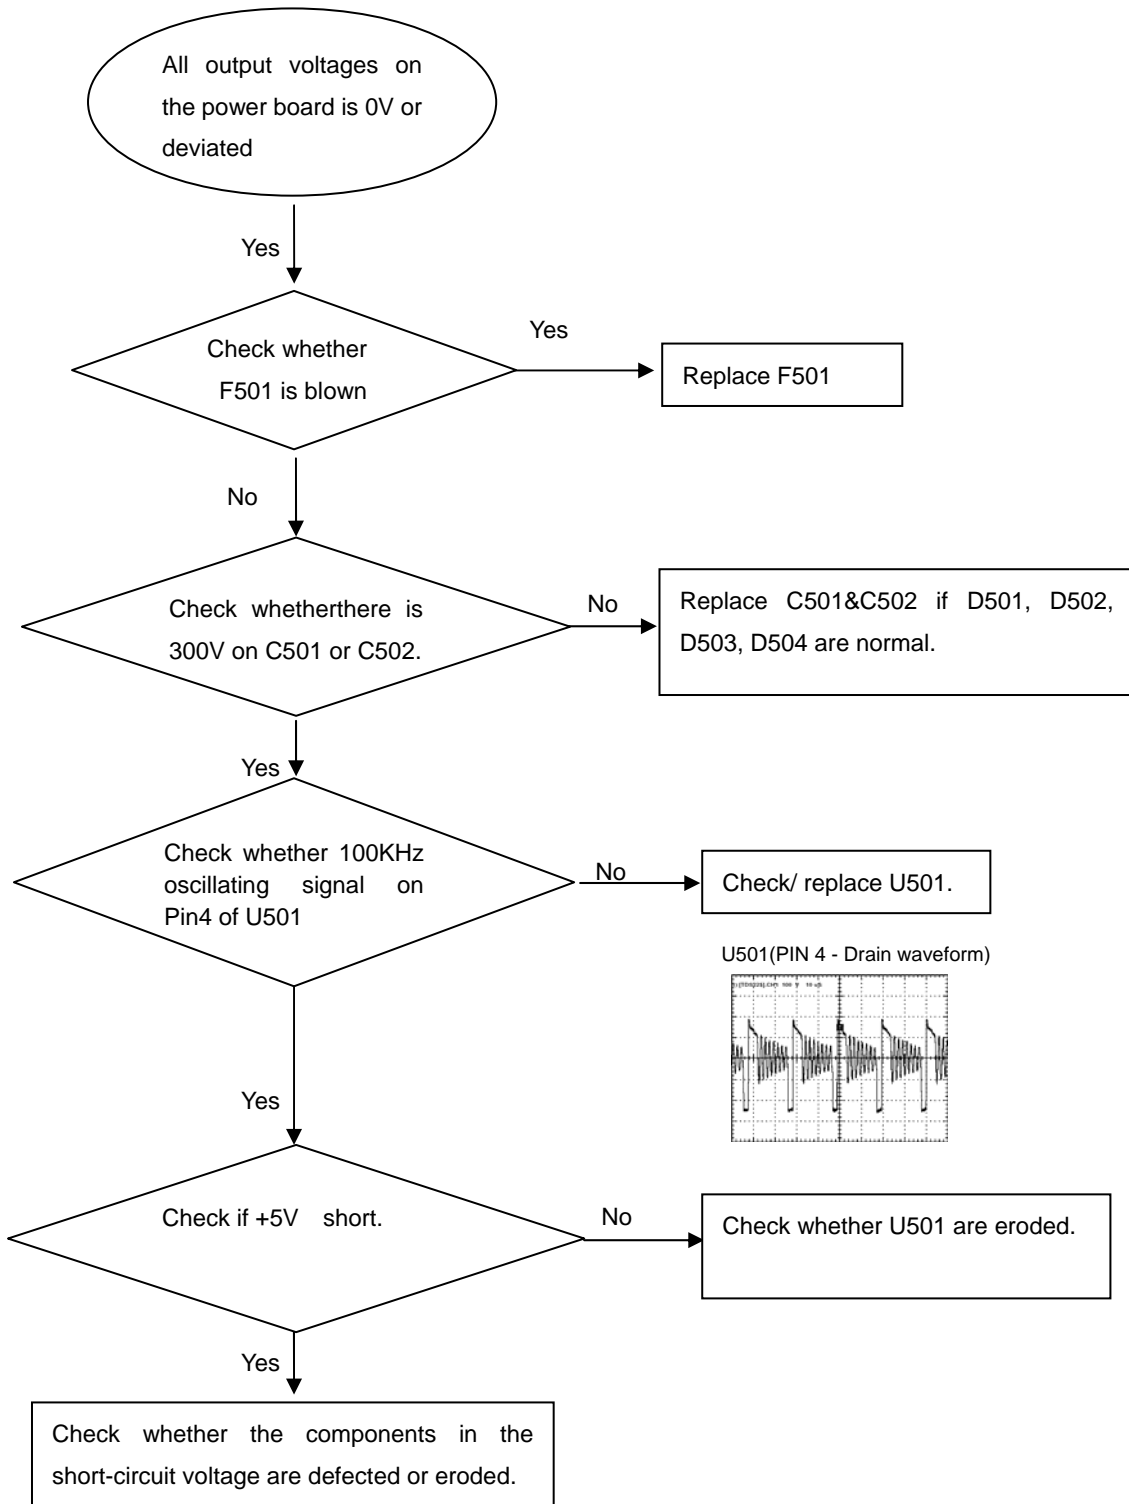 All output voltages on
the power board is 0V or
deviated
Yes
Check whether
F501 is blown
Yes
Replace F501
No
Check whetherthere is
300V on C501 or C502.
No
Replace C501&C502 if D501, D502,
D503, D504 are normal.
Yes
Check whether 100KHz
oscillating signal on
Pin4 of U501
No
Check/ replace U501.
U501(PIN 4 - Drain waveform)
Yes
Check if +5V short.
No
Check whether U501 are eroded.
Yes
Check whether the components in the
short-circuit voltage are defected or eroded.